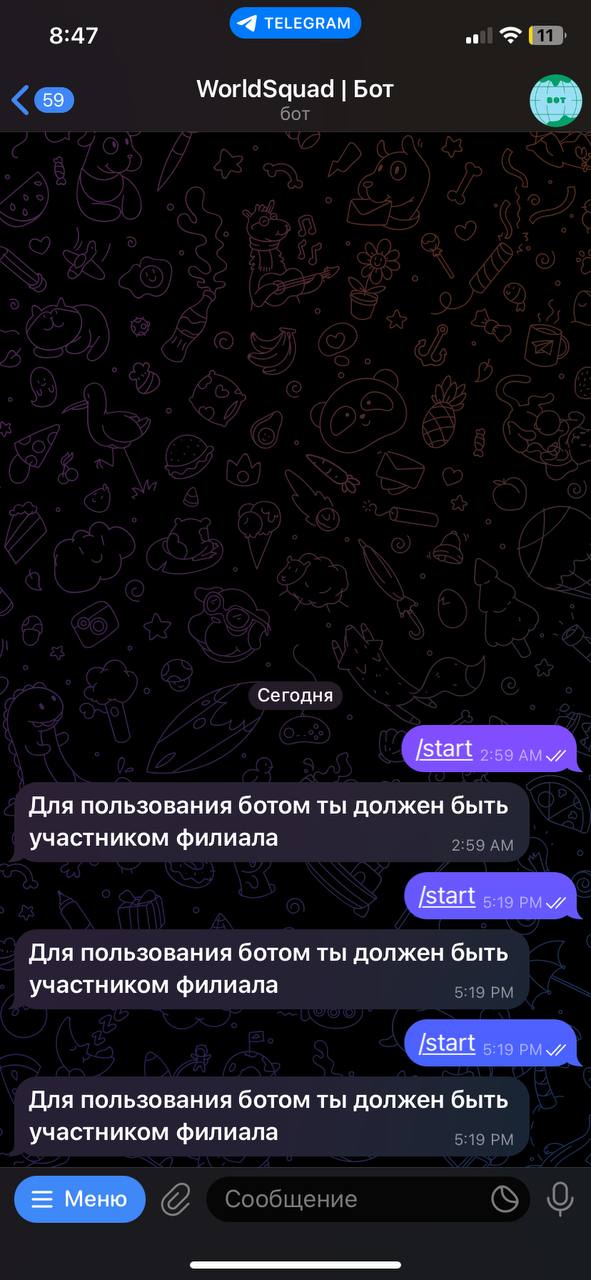 8:47
TELEGRAM
11
59
WorldSquad | Бот
бот
BOT
Сегодня
/start 2:59 AM
Для пользования ботом ты должен быть
участником филиала
2:59 AM
/start 5:19 PM
Для пользования ботом ты должен быть
участником филиала
5:19 PM
/start 5:19 PM
Для пользования ботом ты должен быть
участником филиала
5:19 PM
Меню
Сообщение